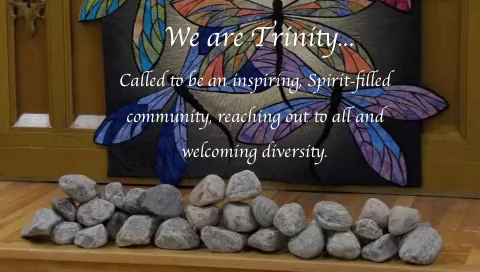 We are Trinity...
Called to be an inspiring, Spirit-filled
community, reaching out to all and
welcoming diversity.